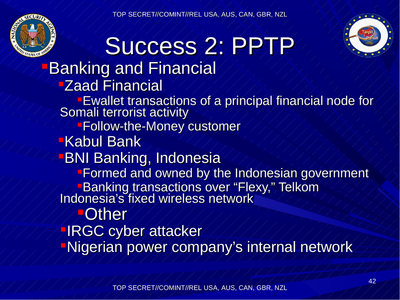 TOP SECRET//COMINT//REL USA, AUS, CAN, GBR, NZL
Success 2: PPTP
Banking and Financial
Zaad Financial
Ewallet transactions of a principal financial node for
Somali terrorist activity
Follow-the-Money customer
Kabul Bank
BNI Banking, Indonesia
Formed and owned by the Indonesian government
Banking transactions over “Flexy,” Telkom
Indonesia’s fixed wireless network
Other
IRGC cyber attacker
Nigerian power company’s internal network
42
TOP SECRET//COMINT//REL USA, AUS, CAN, GBR, NZL